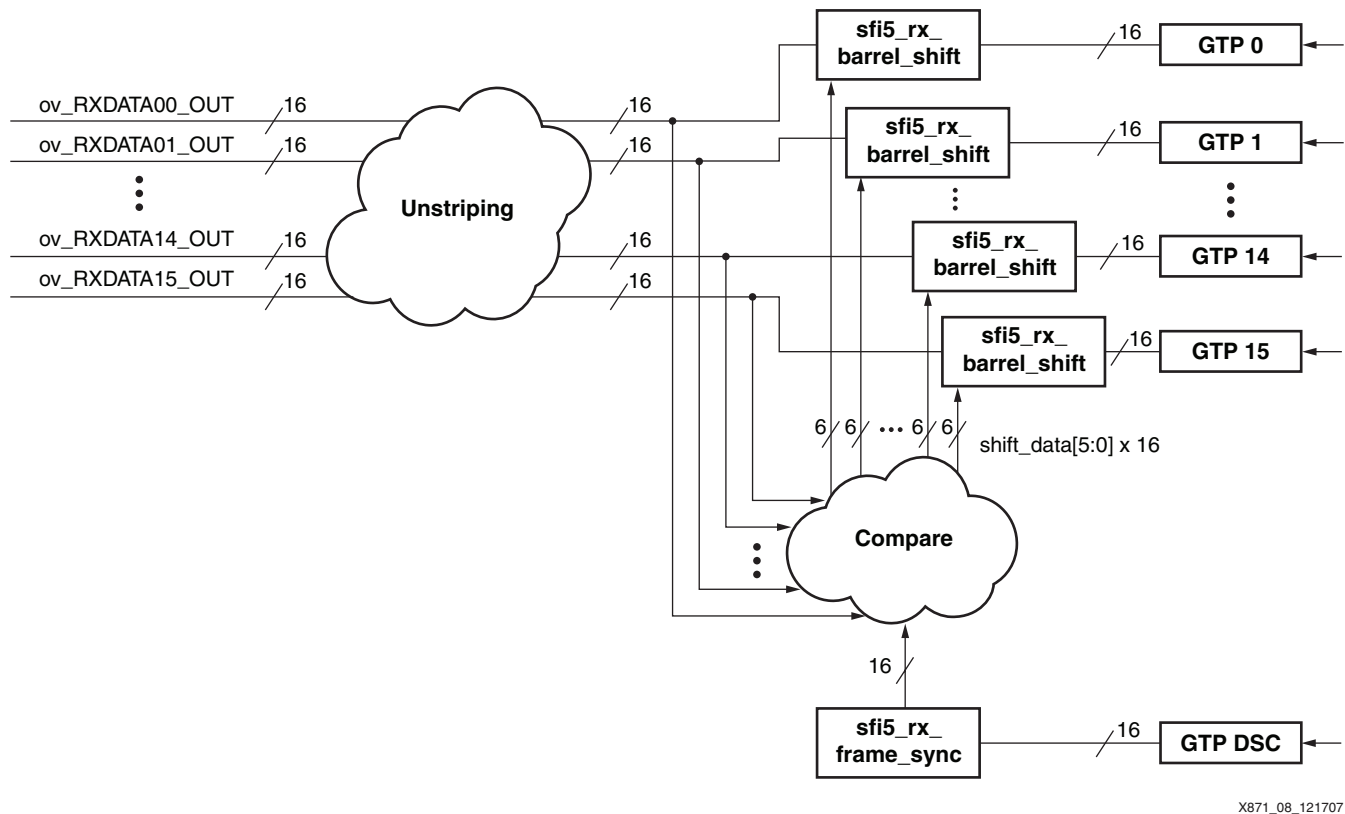 sfi5_rx_
barrel_shift
16
GTP 0
ov_RXDATA00_OUT
16
16
sfi5_rx_
barrel_shift
16
GTP 1
ov_RXDATA01_OUT
16
16
Unstriping
ov_RXDATA14_OUT
16
16
sfi5_rx_
barrel_shift
16
GTP 14
ov_RXDATA15_OUT
16
16
sfi5_rx_
barrel_shift
16
GTP 15
6
6
6
6
shift_data[5:0] x 16
Compare
16
sfi5_rx_
frame_sync
16
GTP DSC
X871_08_121707